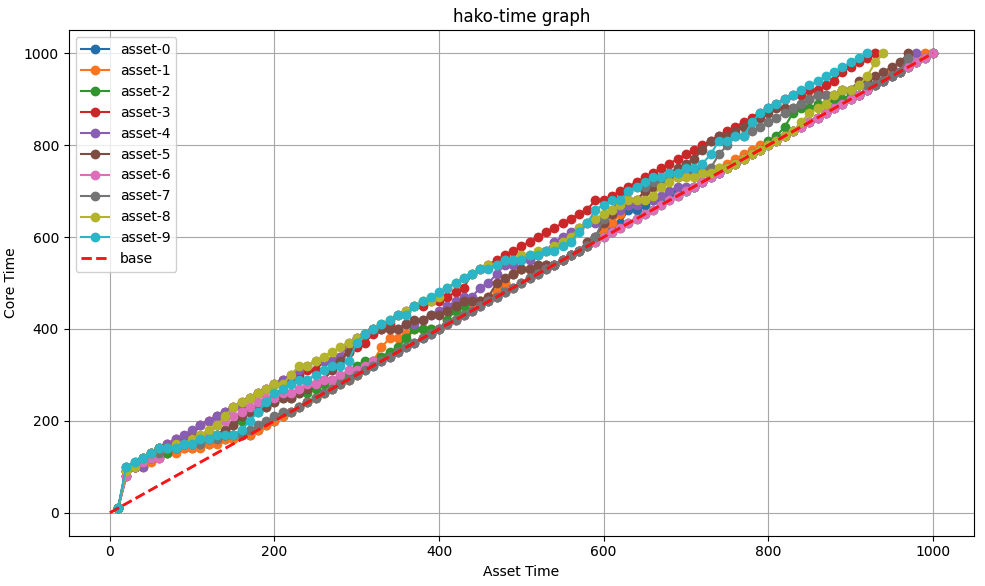 hako-time graph
asset-0
asset-1
asset-2
asset-3
asset-4
asset-5
asset-6
asset-7
asset-8
asset-9
base
Core Time
1000
800
600
400
200
0
0 200 400 600 800 1000
Asset Time